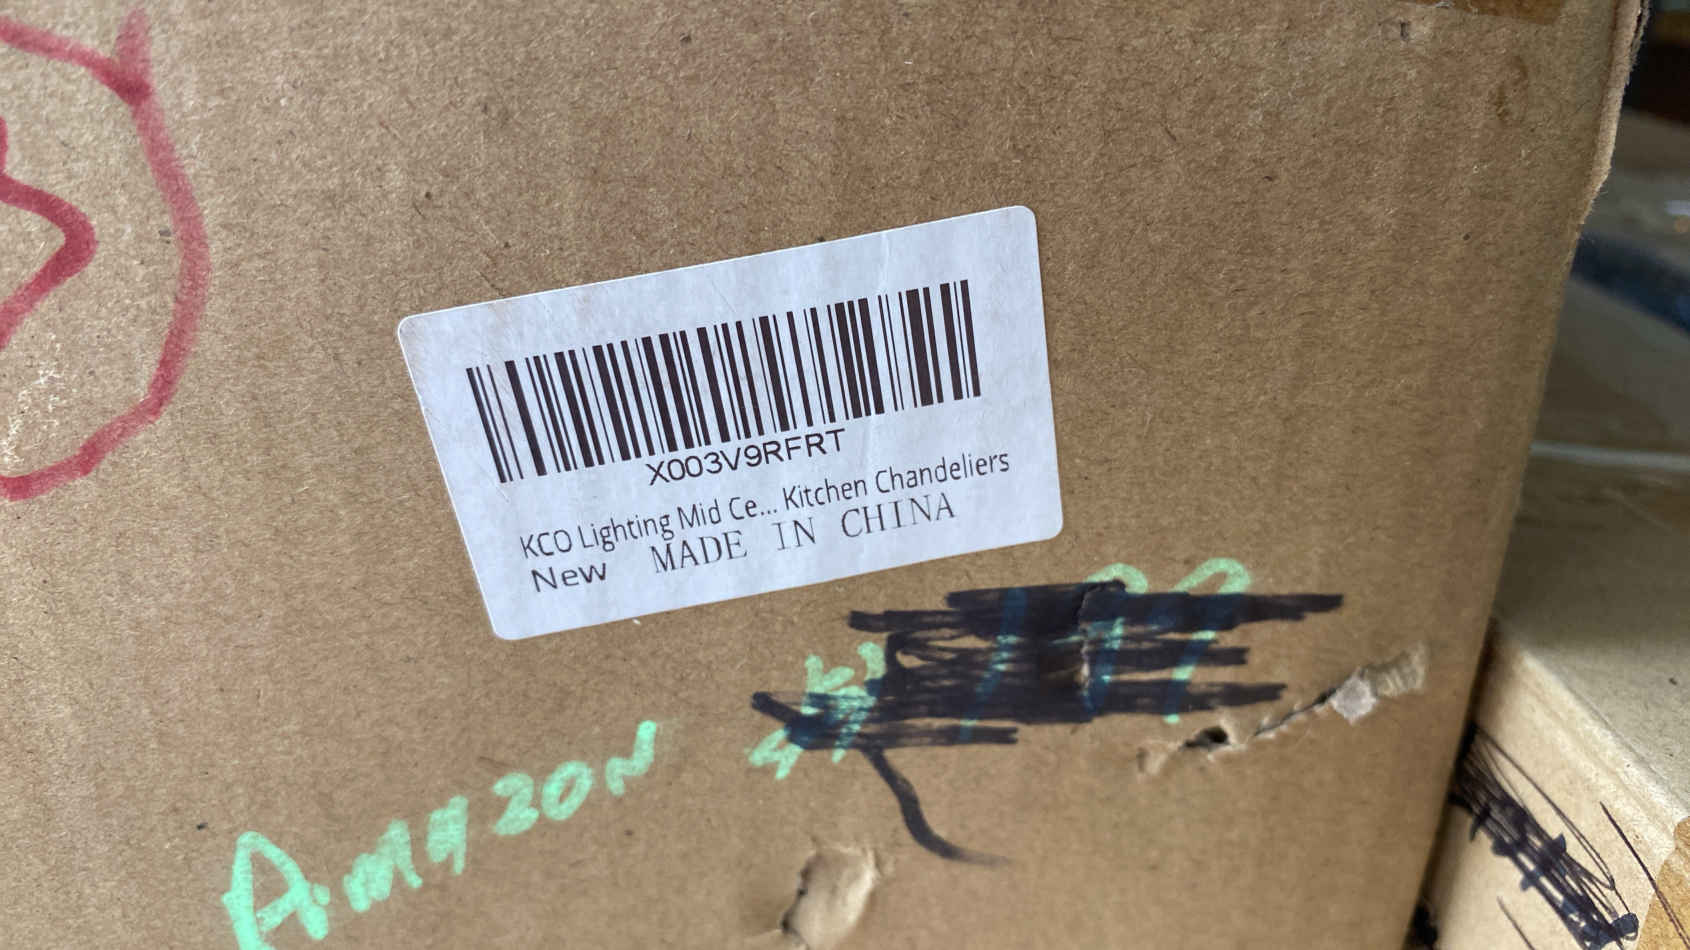 X003V9RFRT
KCO Lighting Mid Ce... Kitchen Chandeliers
New MADE IN CHINA
AMAZON $